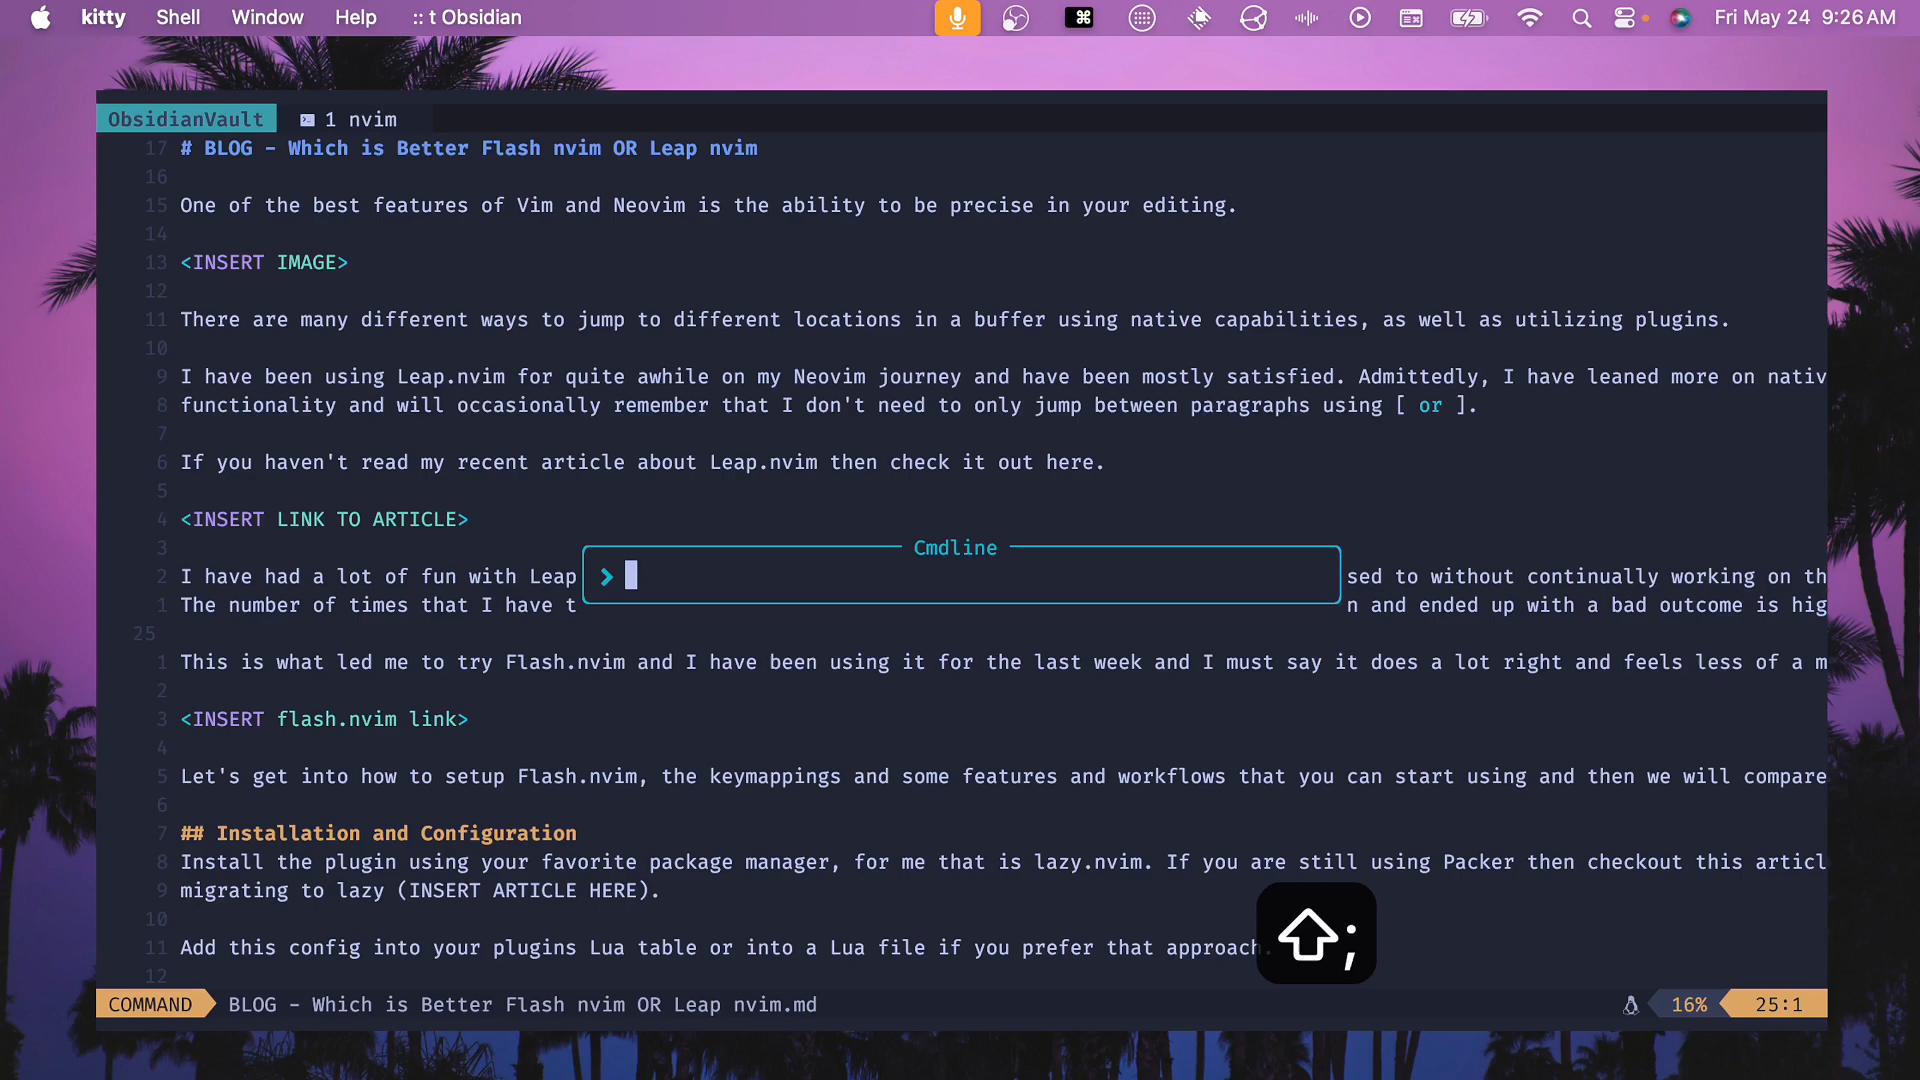 kitty Shell Window Help :: t Obsidian Fri May 24 9:26 AM
ObsidianVault 1 nvim
17 # BLOG - Which is Better Flash nvim OR Leap nvim
16
15 One of the best features of Vim and Neovim is the ability to be precise in your editing.
14
13 <INSERT IMAGE>
12
11 There are many different ways to jump to different locations in a buffer using native capabilities, as well as utilizing plugins.
10
9 I have been using Leap.nvim for quite awhile on my Neovim journey and have been mostly satisfied. Admittedly, I have leaned more on nativ
8 functionality and will occasionally remember that I don't need to only jump between paragraphs using [ or ].
7
6 If you haven't read my recent article about Leap.nvim then check it out here.
5
4 <INSERT LINK TO ARTICLE>
3 Cmdline
2 I have had a lot of fun with Leap > sed to without continually working on th
1 The number of times that I have t n and ended up with a bad outcome is hig
25
1 This is what led me to try Flash.nvim and I have been using it for the last week and I must say it does a lot right and feels less of a m
2
3 <INSERT flash.nvim link>
4
5 Let's get into how to setup Flash.nvim, the keymappings and some features and workflows that you can start using and then we will compare
6
7 ## Installation and Configuration
8 Install the plugin using your favorite package manager, for me that is lazy.nvim. If you are still using Packer then checkout this articl
9 migrating to lazy (INSERT ARTICLE HERE).
10
11 Add this config into your plugins Lua table or into a Lua file if you prefer that approach.
12
⇧;
COMMAND BLOG - Which is Better Flash nvim OR Leap nvim.md 16% 25:1